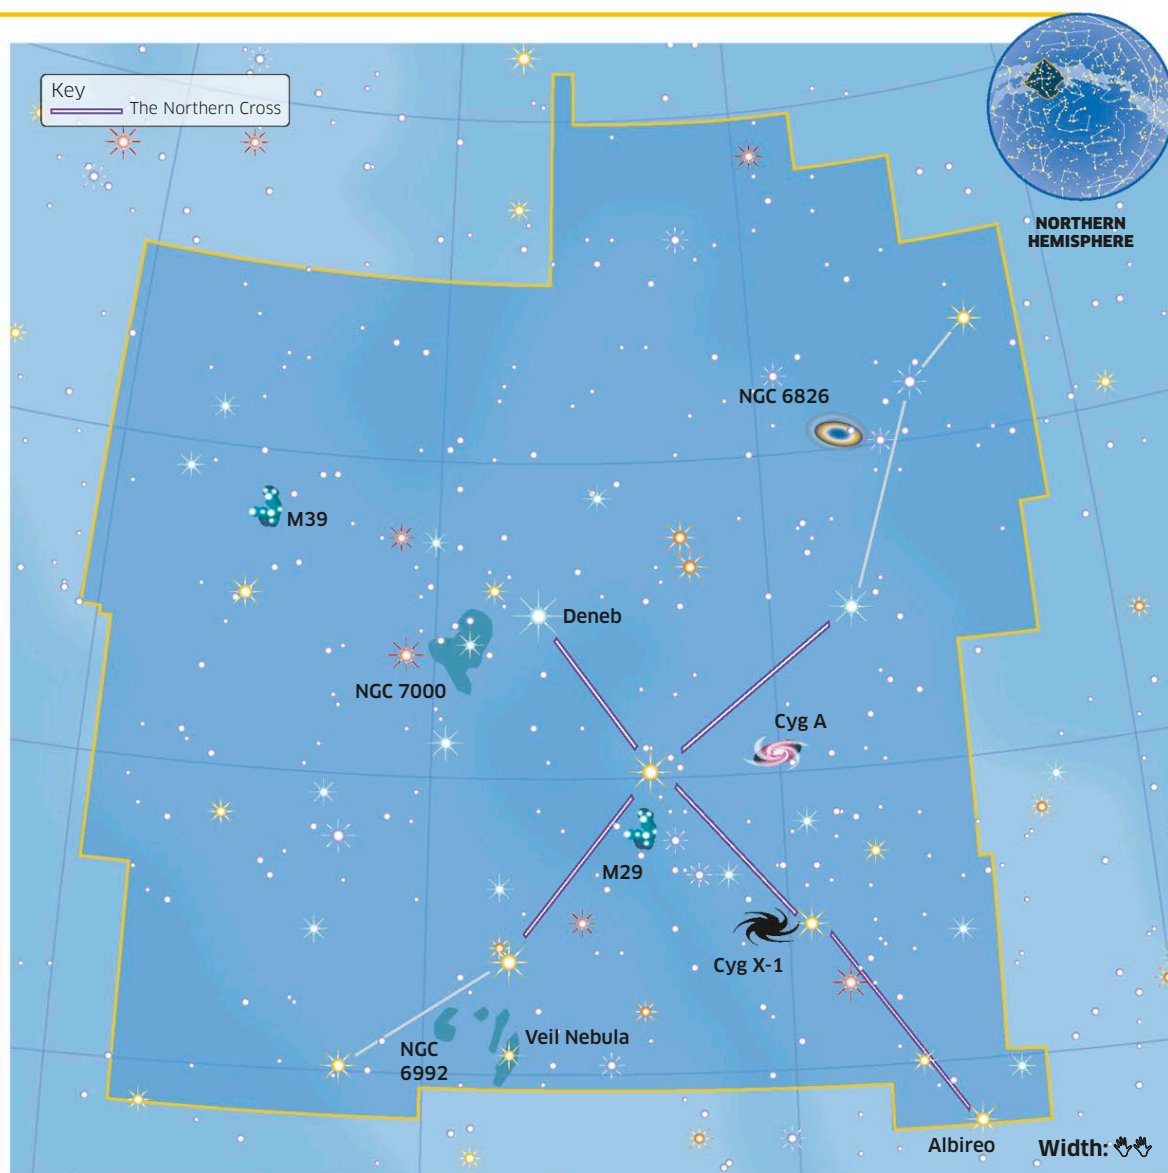 Key
The Northern Cross
NORTHERN
HEMISPHERE
NGC 6826
M39
Deneb
NGC 7000
Cyg A
M29
Cyg X-1
Veil Nebula
NGC
6992
Albireo
Width: